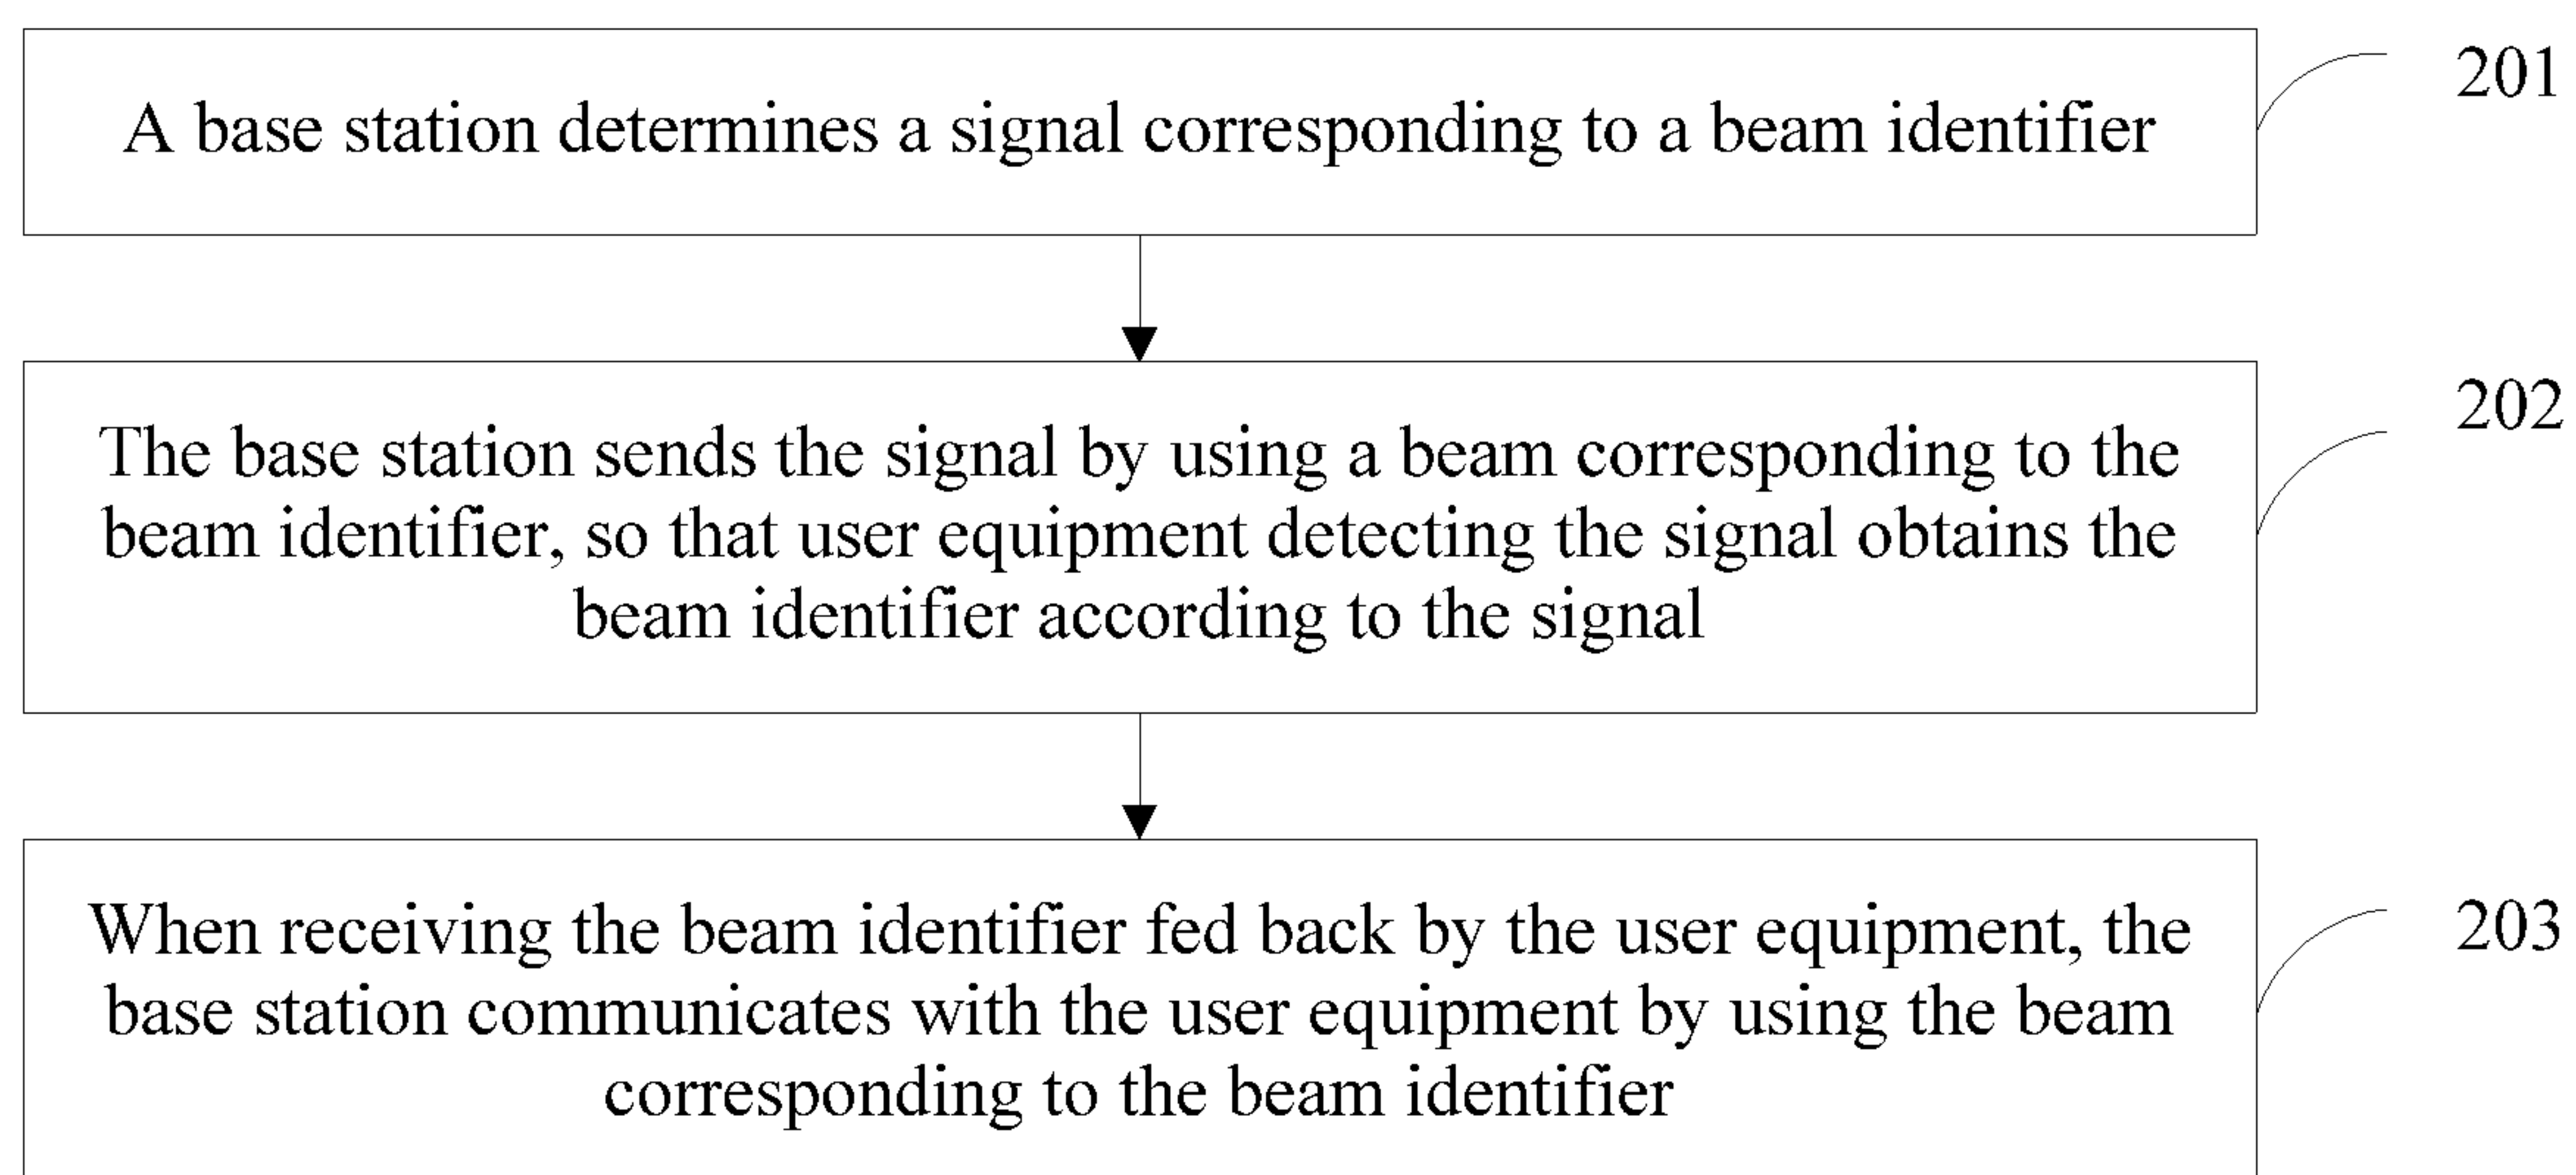 A base station determines a signal corresponding to a beam identifier
201
The base station sends the signal by using a beam corresponding to the
beam identifier, so that user equipment detecting the signal obtains the
beam identifier according to the signal
202
When receiving the beam identifier fed back by the user equipment, the
base station communicates with the user equipment by using the beam
corresponding to the beam identifier
203